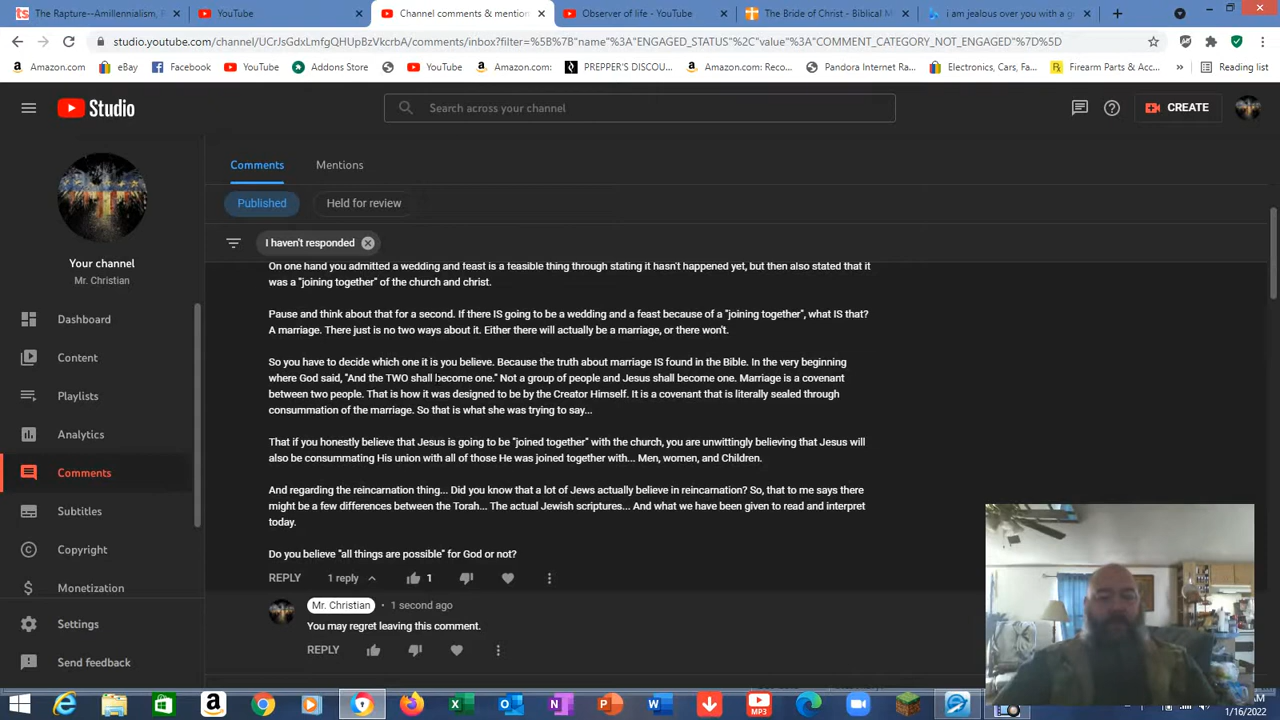 The Rapture--Amillennialism, R
YouTube
Channel comments & mention
Observer of life - YouTube
The Bride of Christ - Biblical M
i am jealous over you with a g
studio.youtube.com/channel/UCrJsGdxLmfgQHUpBzVkcrbA/comments/inbox?filter=%5B%7B"name"%3A"ENGAGED_STATUS"%2C"value"%3A"COMMENT_CATEGORY_NOT_ENGAGED"%7D%5D
Amazon.com
eBay
Facebook
YouTube
Addons Store
YouTube
Amazon.com:
PREPPER'S DISCOU...
Amazon.com: Reco...
Pandora Internet Ra...
Electronics, Cars, Fa...
Firearm Parts & Acc...
»
Reading list
Studio
Search across your channel
CREATE
Your channel
Mr. Christian
Dashboard
Content
Playlists
Analytics
Comments
Subtitles
Copyright
Monetization
Settings
Send feedback
Comments
Mentions
Published
Held for review
I haven't responded
On one hand you admitted a wedding and feast is a feasible thing through stating it hasn't happened yet, but then also stated that it
was a "joining together" of the church and christ.
Pause and think about that for a second. If there IS going to be a wedding and a feast because of a "joining together", what IS that?
A marriage. There just is no two ways about it. Either there will actually be a marriage, or there won't.
So you have to decide which one it is you believe. Because the truth about marriage IS found in the Bible. In the very beginning
where God said, "And the TWO shall become one." Not a group of people and Jesus shall become one. Marriage is a covenant
between two people. That is how it was designed to be by the Creator Himself. It is a covenant that is literally sealed through
consummation of the marriage. So that is what she was trying to say...
That if you honestly believe that Jesus is going to be "joined together" with the church, you are unwittingly believing that Jesus will
also be consummating His union with all of those He was joined together with... Men, women, and Children.
And regarding the reincarnation thing... Did you know that a lot of Jews actually believe in reincarnation? So, that to me says there
might be a few differences between the Torah... The actual Jewish scriptures... And what we have been given to read and interpret
today.
Do you believe "all things are possible" for God or not?
REPLY
1 reply
1
Mr. Christian • 1 second ago
You may regret leaving this comment.
REPLY
MP3
1/16/2022